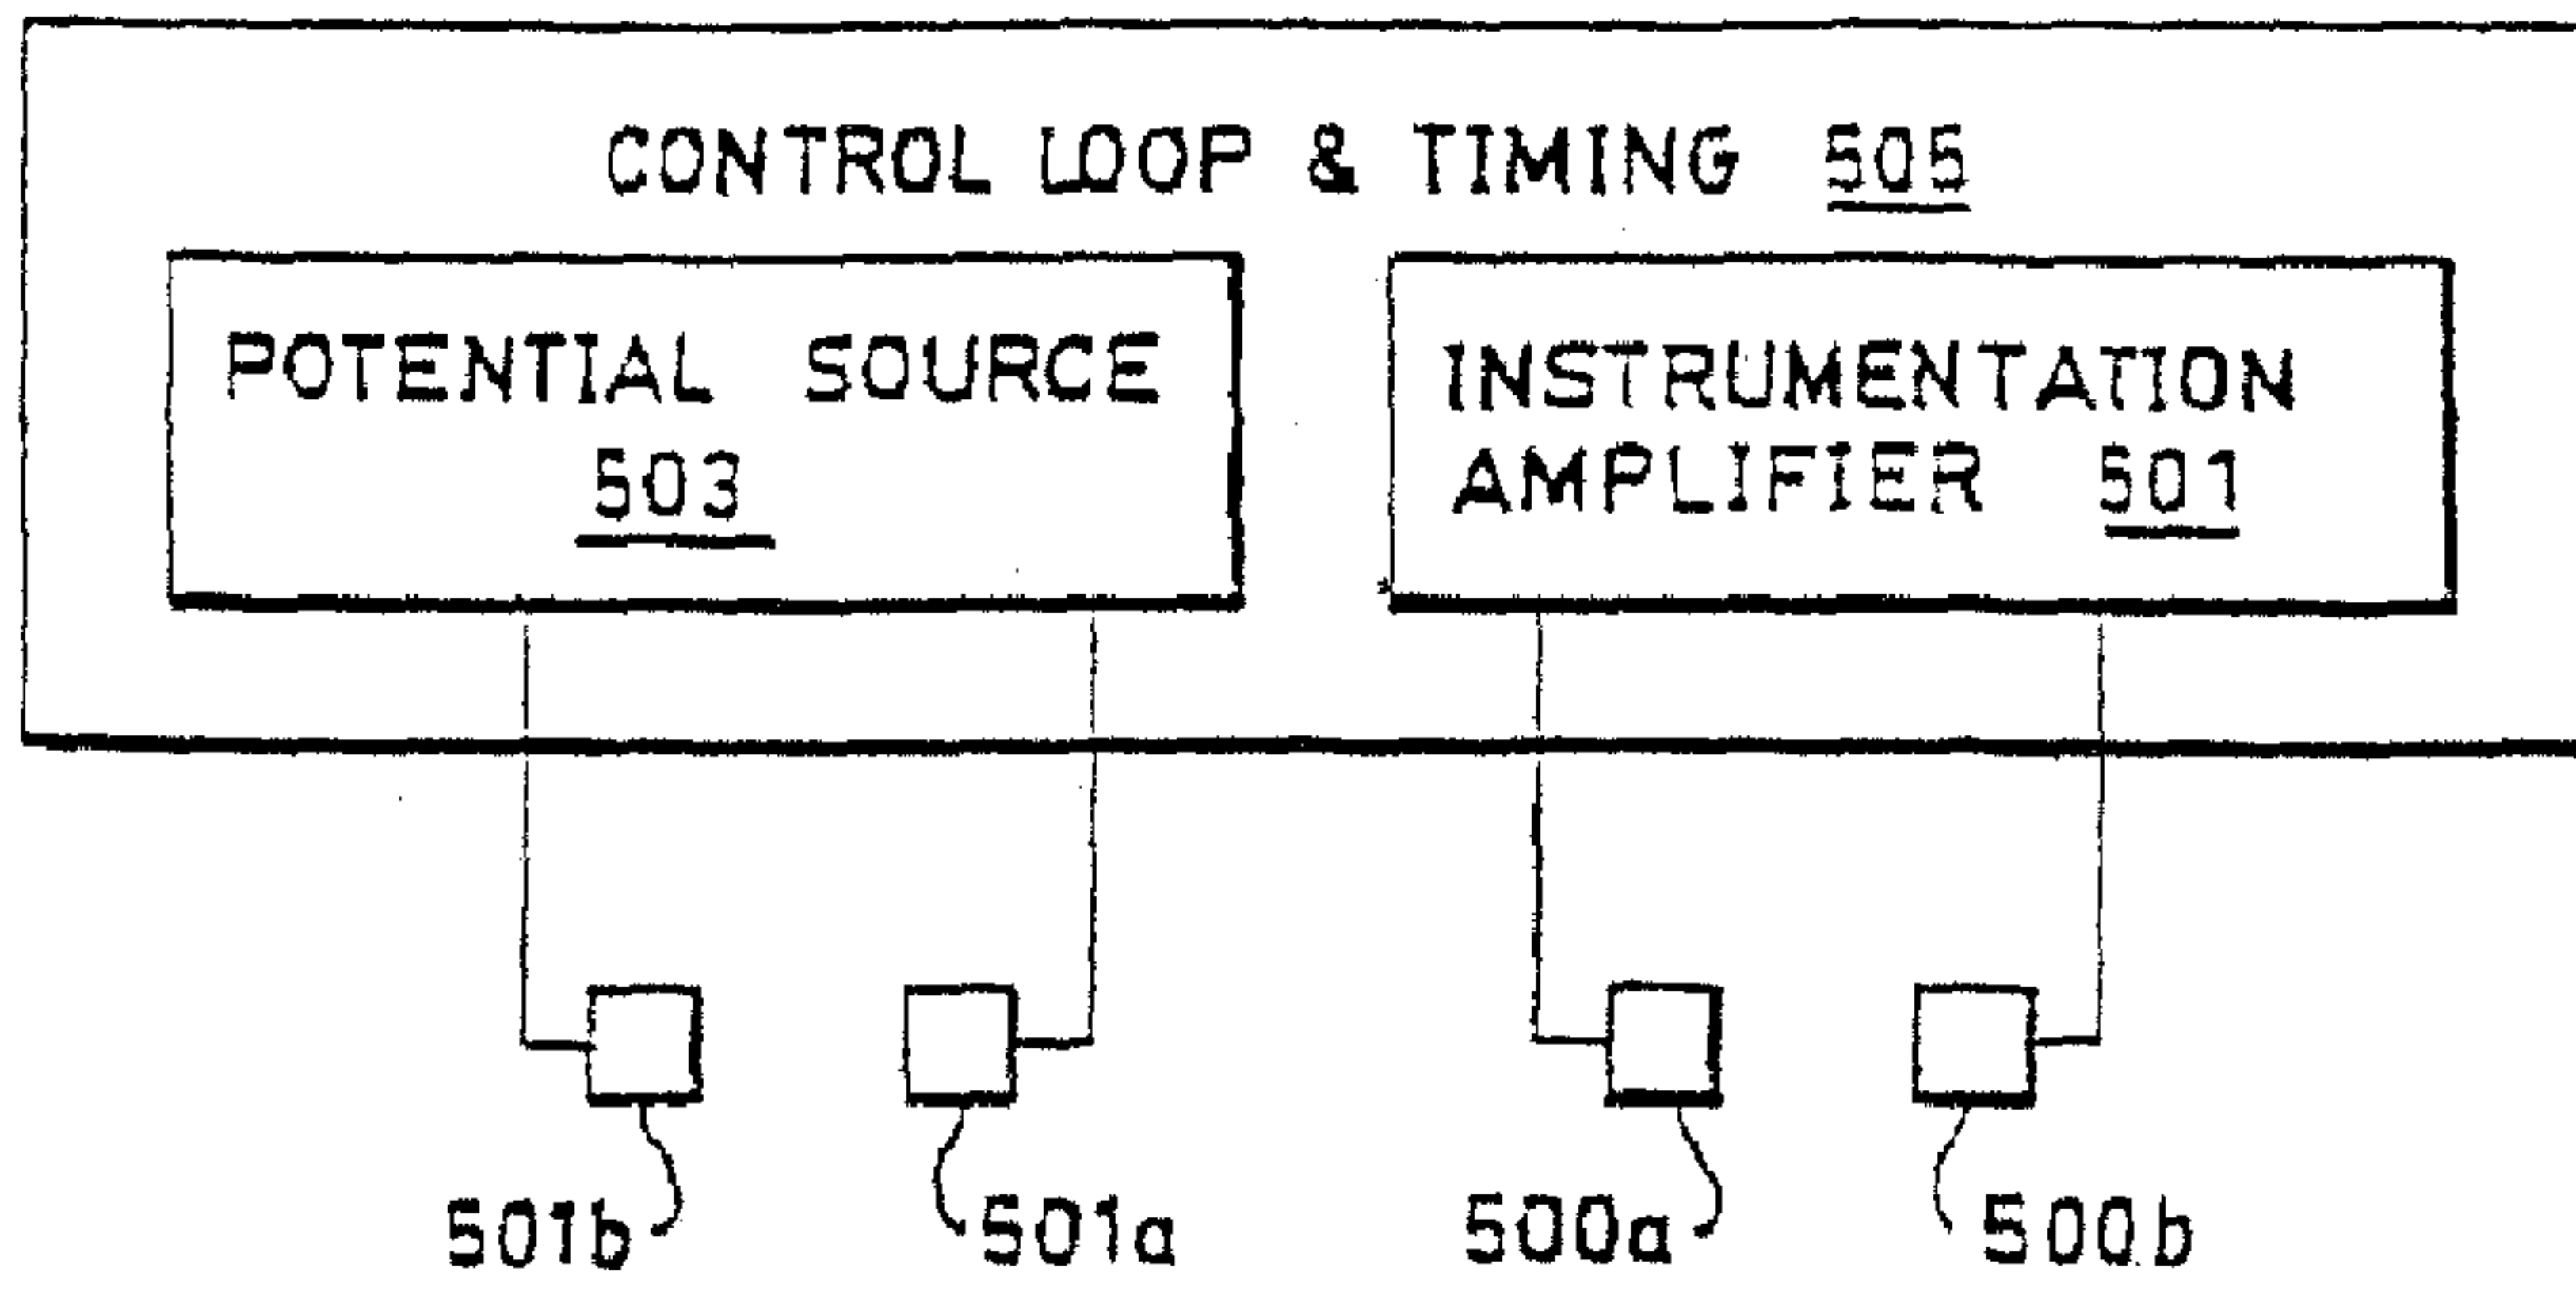 CONTROL LOOP & TIMING 505
POTENTIAL SOURCE
503
INSTRUMENTATION
AMPLIFIER 501
501b
501a
500a
500b